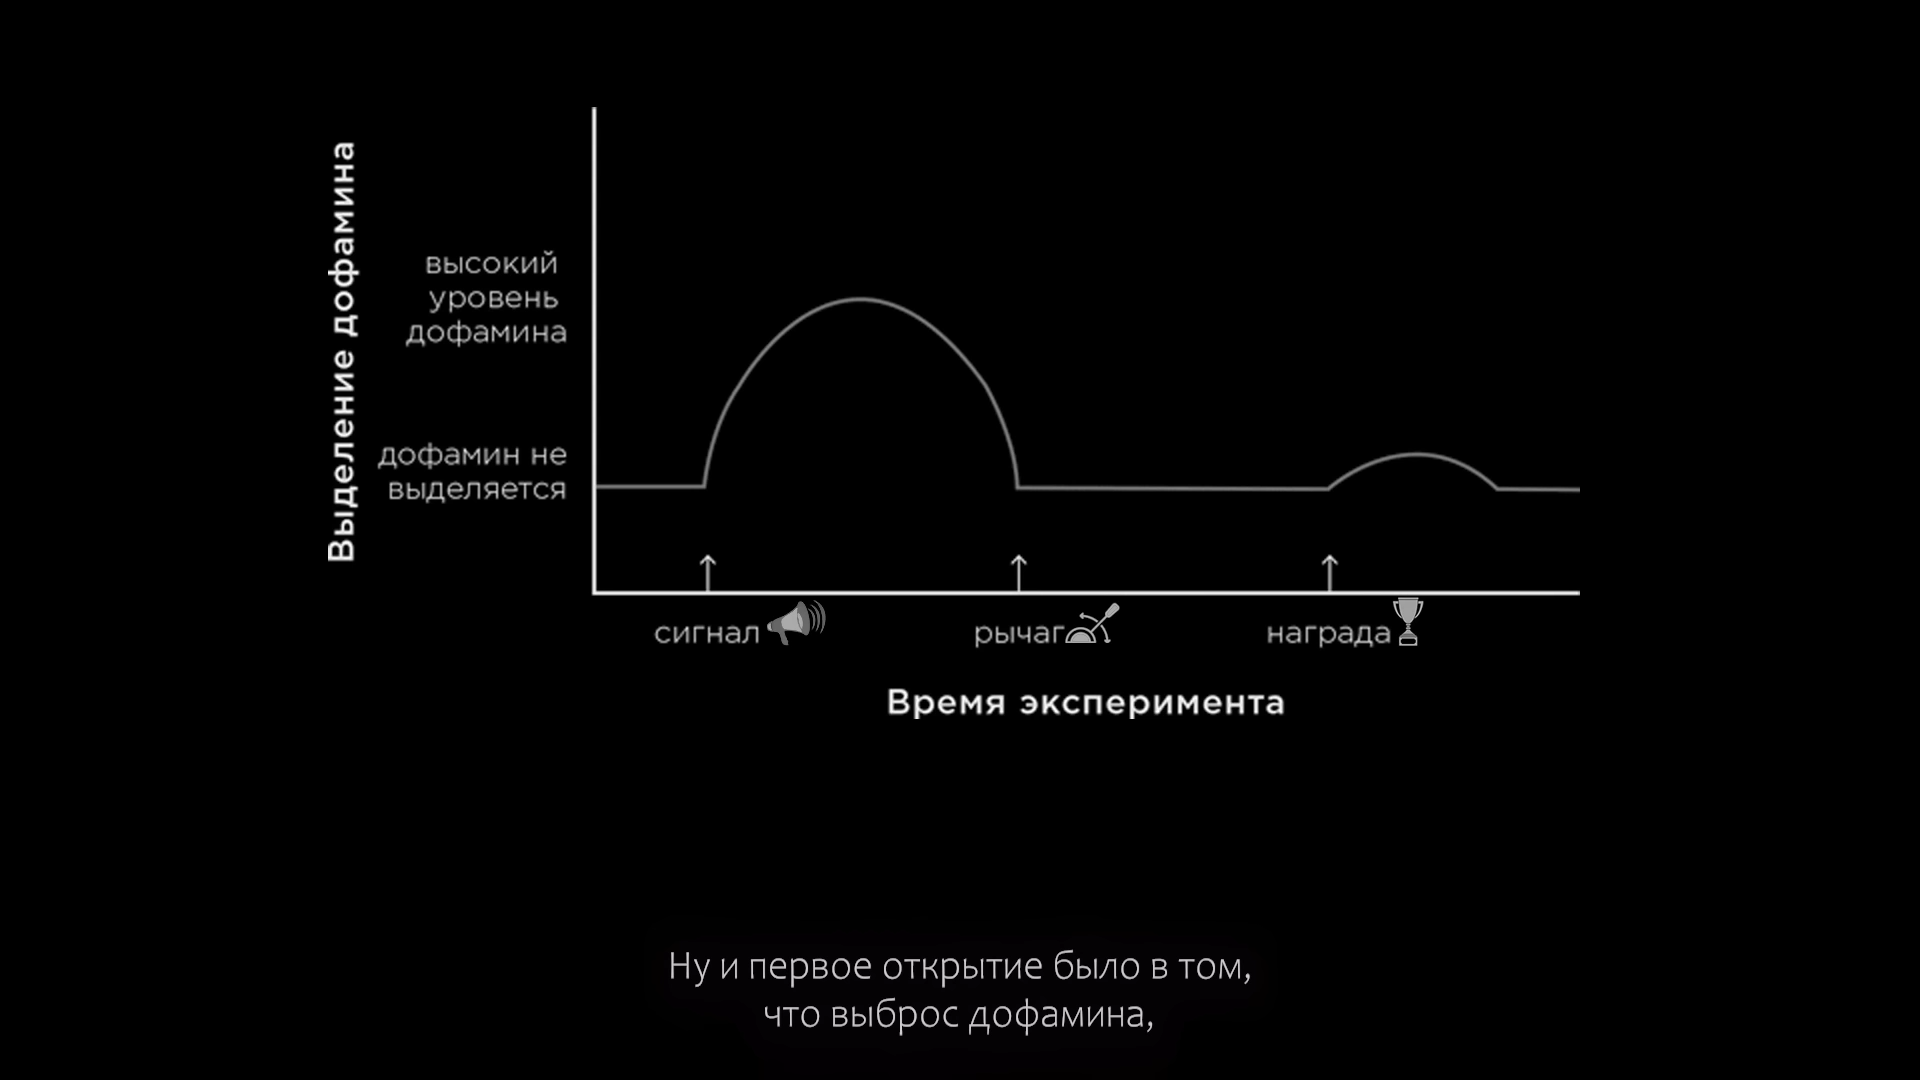 Выделение дофамина
высокий
уровень
дофамина
дофамин не
выделяется
сигнал
рычаг
награда
Время эксперимента
Ну и первое открытие было в том,
что выброс дофамина,